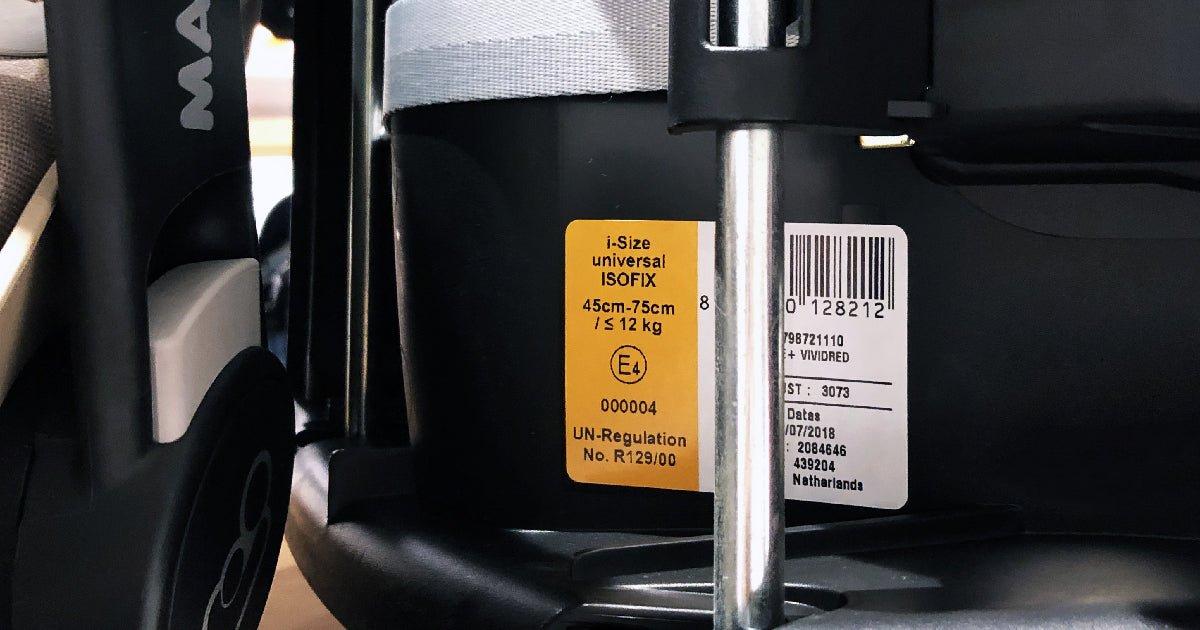 MA
i-Size
universal
ISOFIX
45cm-75cm
/ ≤ 12 kg
E4
000004
UN-Regulation
No. R129/00
8
0 128212
798721110
+ VIVIDRED
ST : 3073
Dates
/07/2018
: 2084646
439204
Netherlands